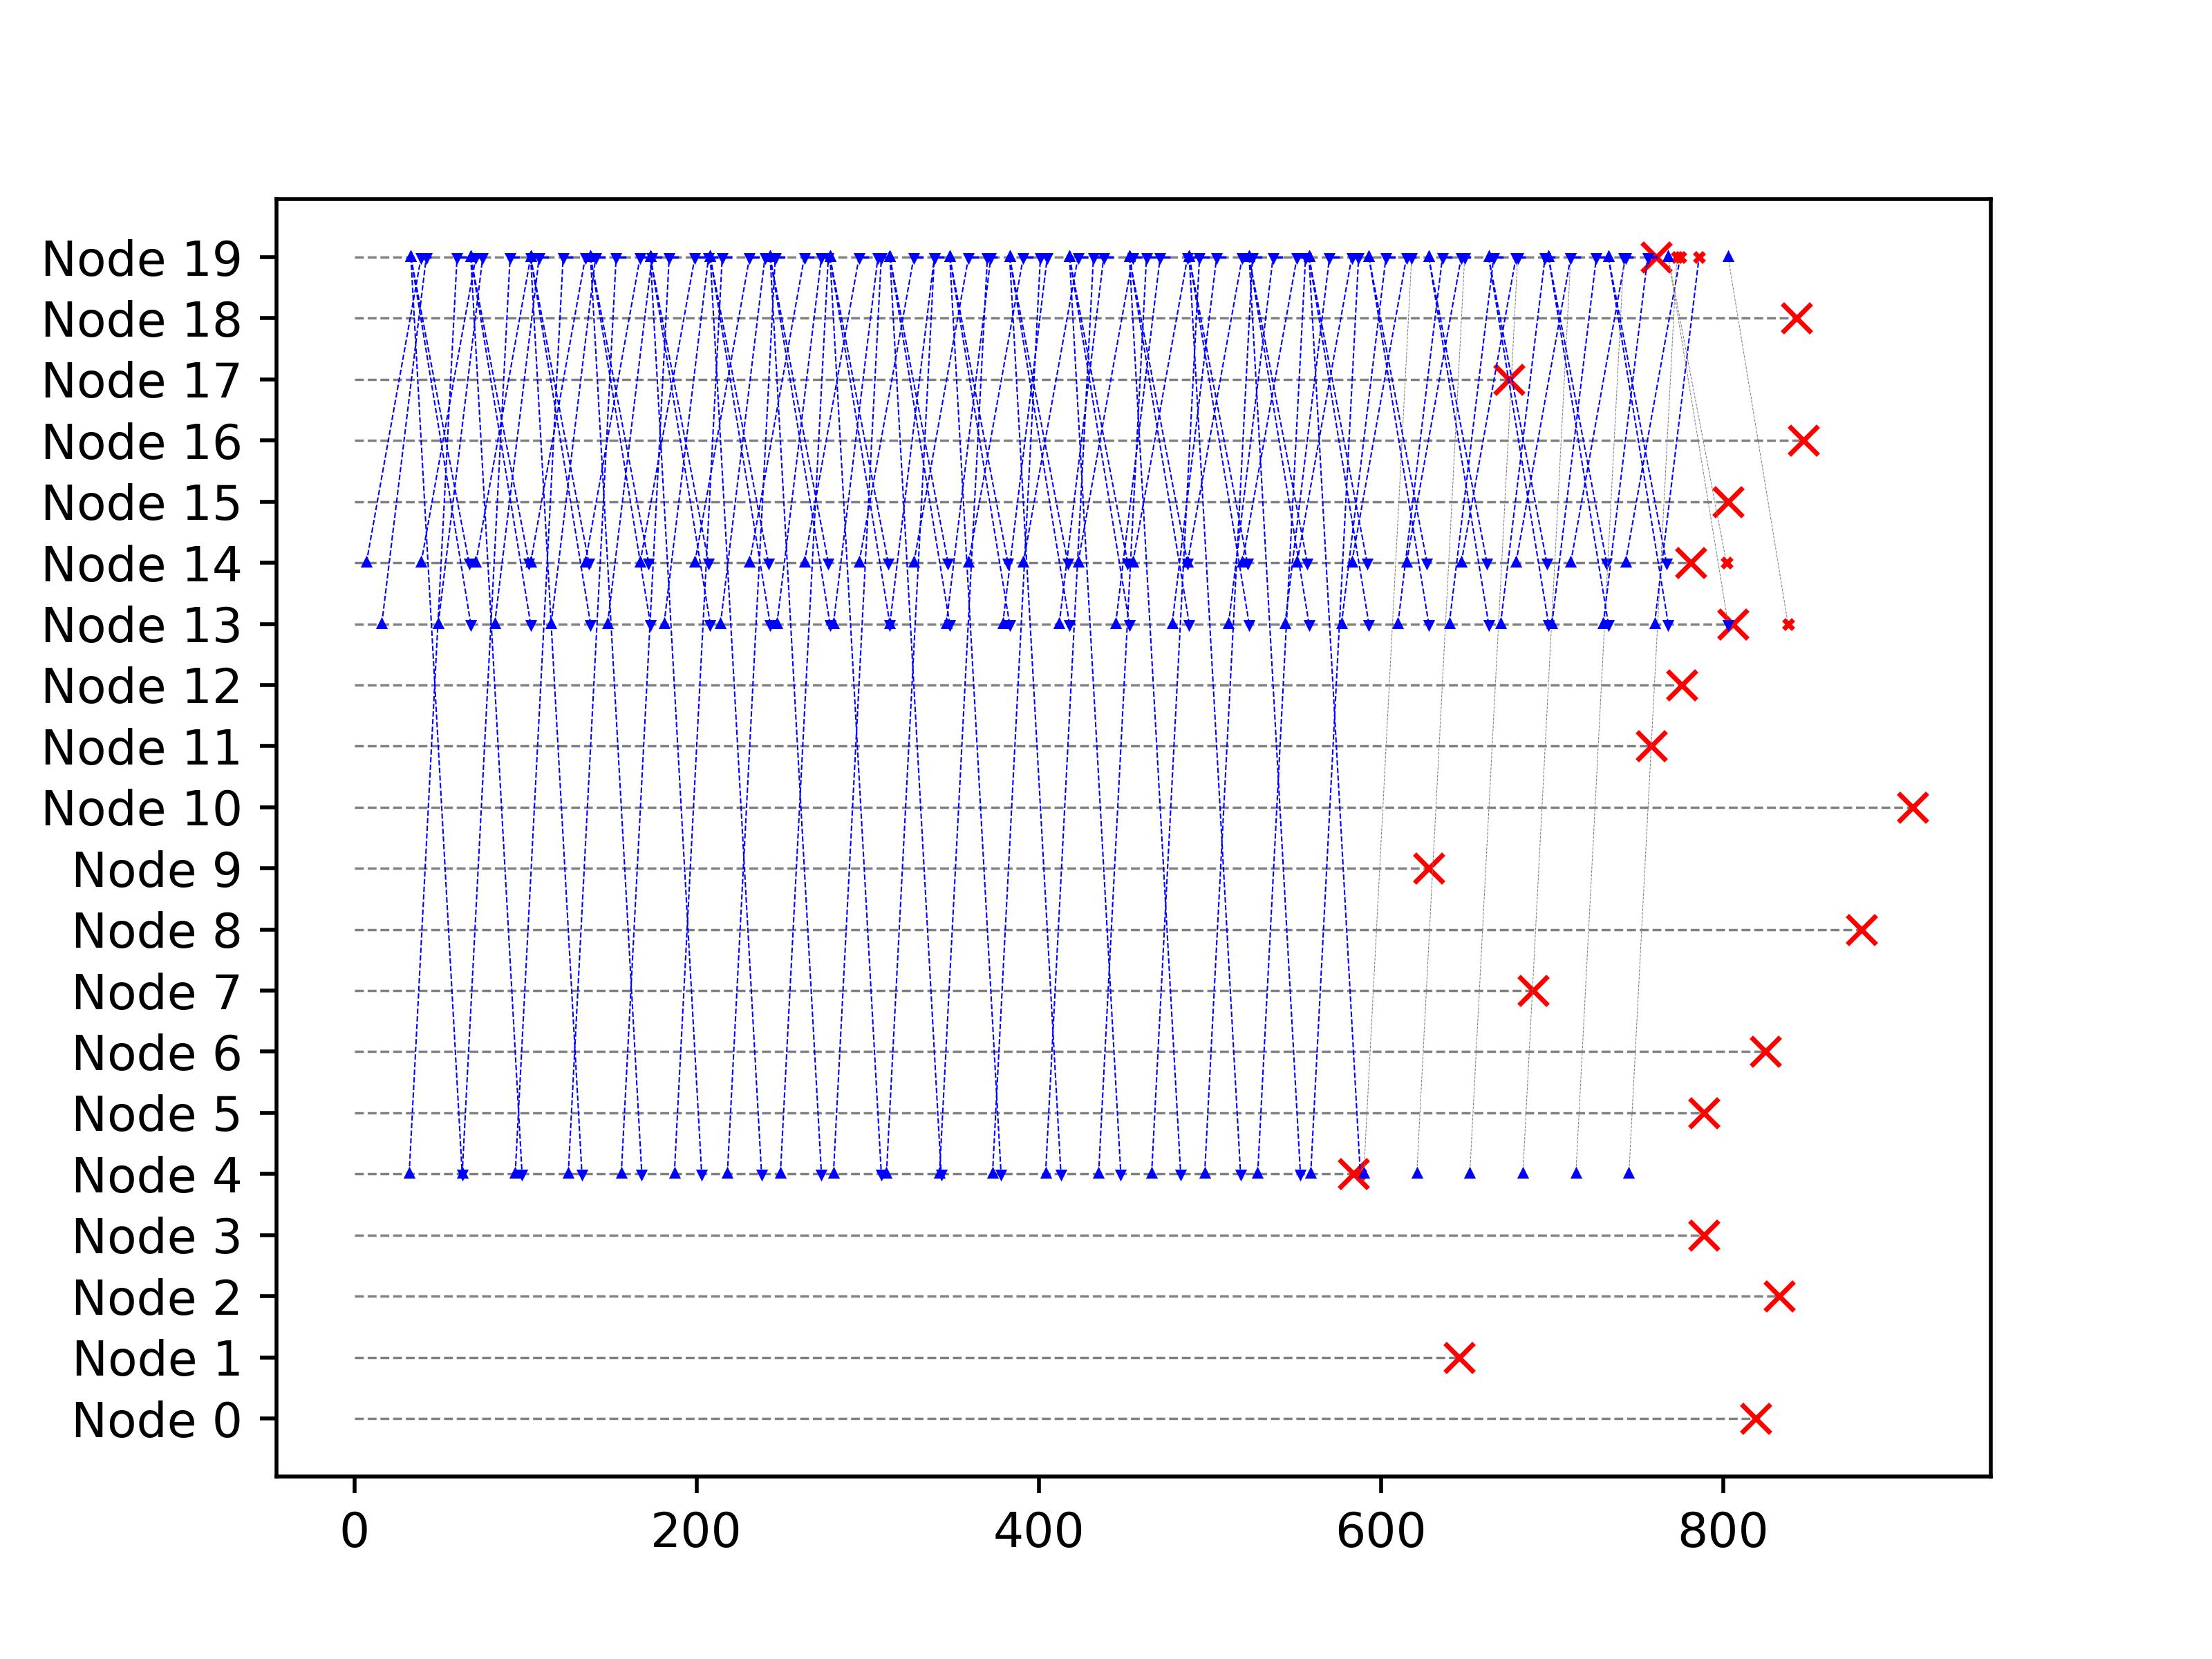 Node 19
Node 18
Node 17
Node 16
Node 15
Node 14
Node 13
Node 12
Node 11
Node 10
Node 9
Node 8
Node 7
Node 6
Node 5
Node 4
Node 3
Node 2
Node 1
Node 0
0 200 400 600 800